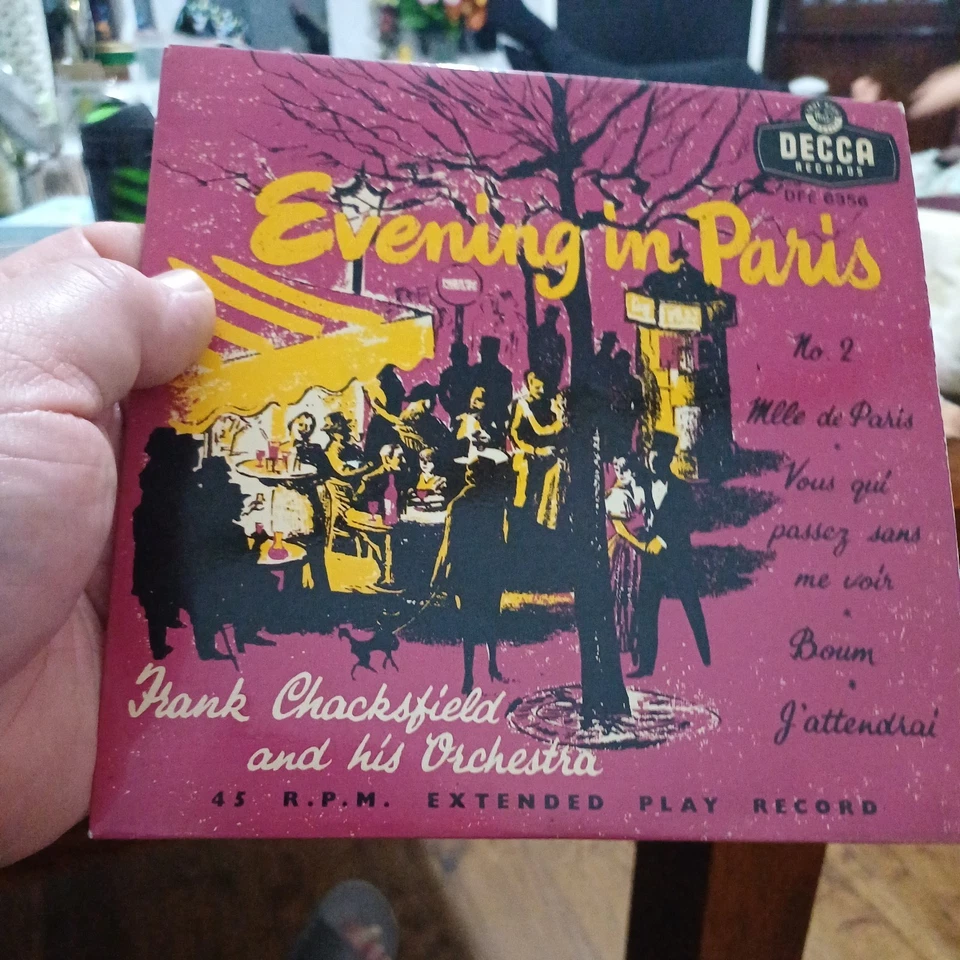 DECCA
RECORDS
DFE 6356
Evening in Paris
No. 2
Mlle de Paris
Vous qui
passez sans
me voir
Boum
J'attendrai
Frank Chacksfield
and his Orchestra
45 R.P.M. EXTENDED PLAY RECORD